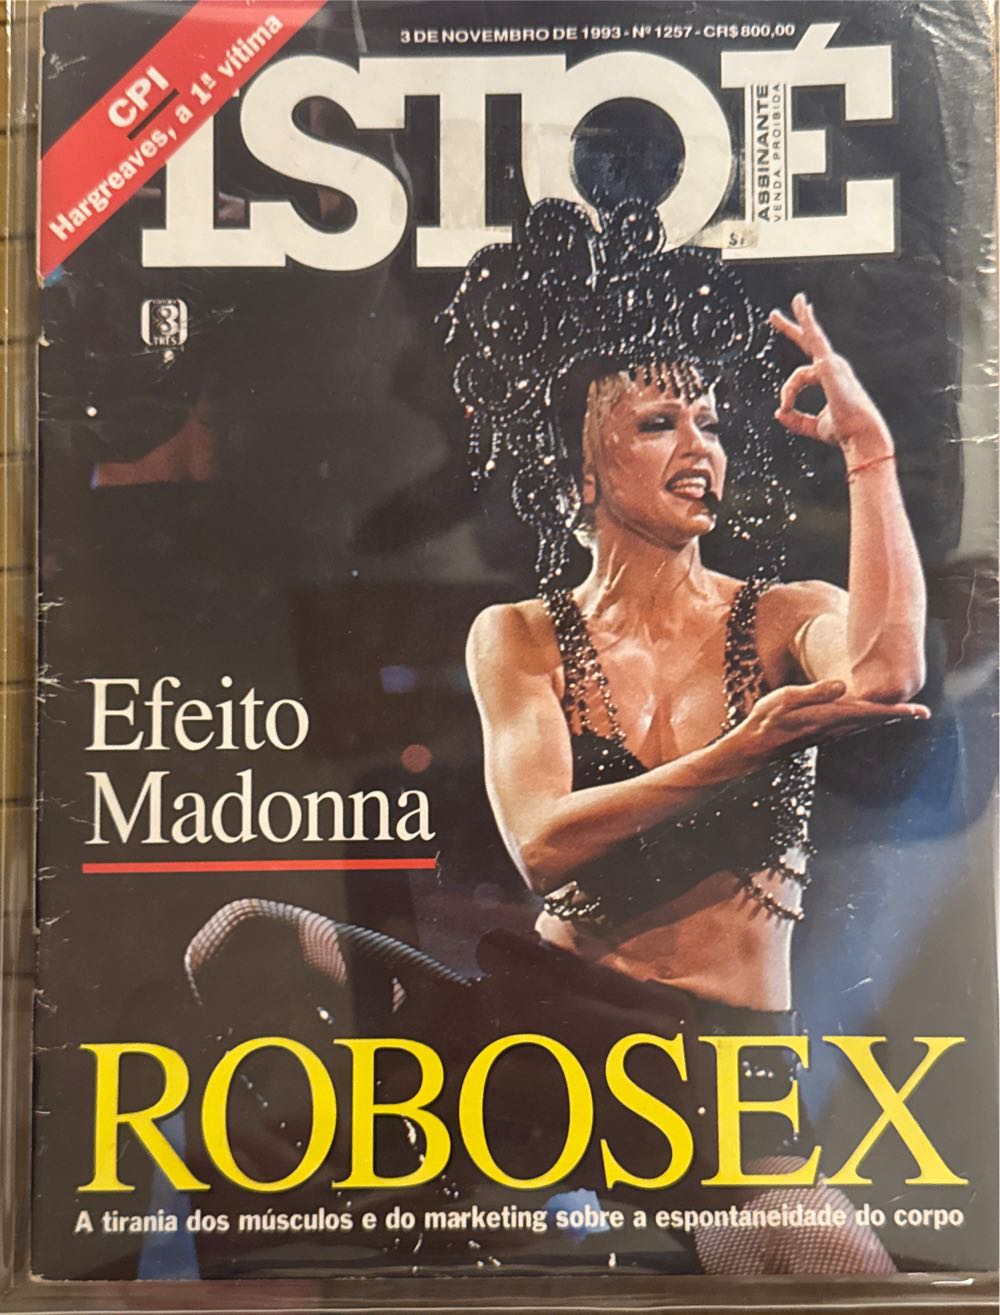 3 DE NOVEMBRO DE 1993 - Nº 1257 - CR$ 800,00
CPI
Hargreaves, a 1ª vítima
ISTOÉ
ASSINANTE
VENDA PROIBIDA
3
TRÊS
Efeito
Madonna
ROBOSEX
A tirania dos músculos e do marketing sobre a espontaneidade do corpo